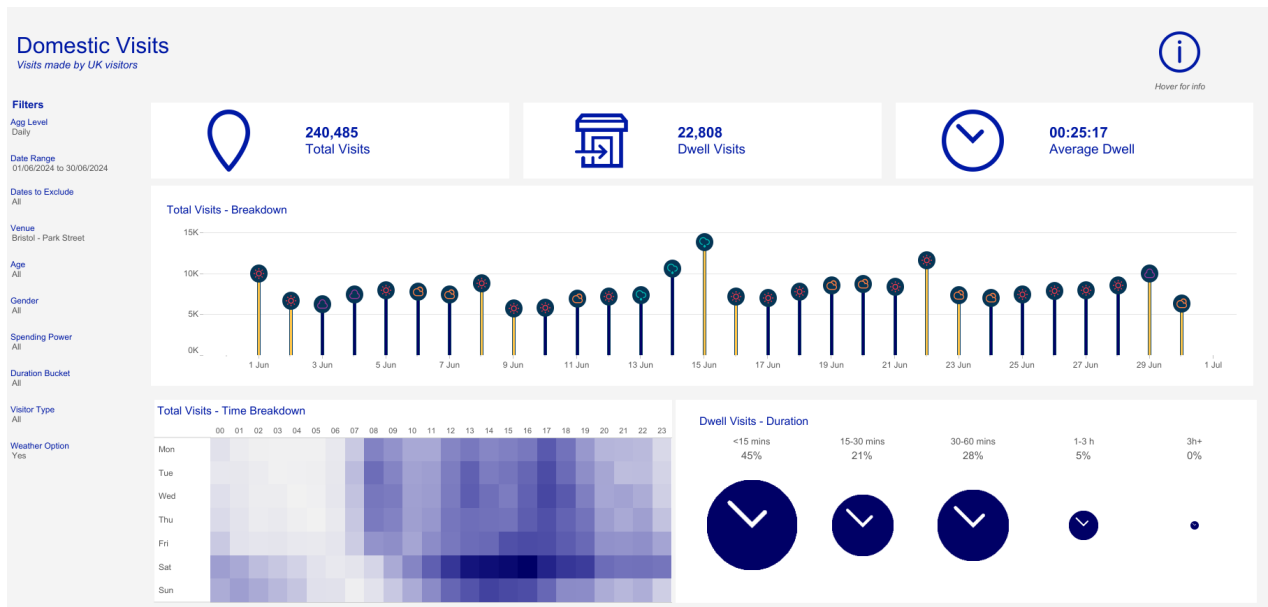 Domestic Visits
Visits made by UK visitors
Hover for info
Filters
Agg Level
Daily
Date Range
01/06/2024 to 30/06/2024
Dates to Exclude
All
Venue
Bristol - Park Street
Age
All
Gender
All
Spending Power
All
Duration Bucket
All
Visitor Type
All
Weather Option
Yes
240,485
Total Visits
22,808
Dwell Visits
00:25:17
Average Dwell
Total Visits - Breakdown
15K
10K
5K
0K
1 Jun 3 Jun 5 Jun 7 Jun 9 Jun 11 Jun 13 Jun 15 Jun 17 Jun 19 Jun 21 Jun 23 Jun 25 Jun 27 Jun 29 Jun 1 Jul
Total Visits - Time Breakdown
00 01 02 03 04 05 06 07 08 09 10 11 12 13 14 15 16 17 18 19 20 21 22 23
Mon
Tue
Wed
Thu
Fri
Sat
Sun
Dwell Visits - Duration
<15 mins 15-30 mins 30-60 mins 1-3 h 3h+
45% 21% 28% 5% 0%